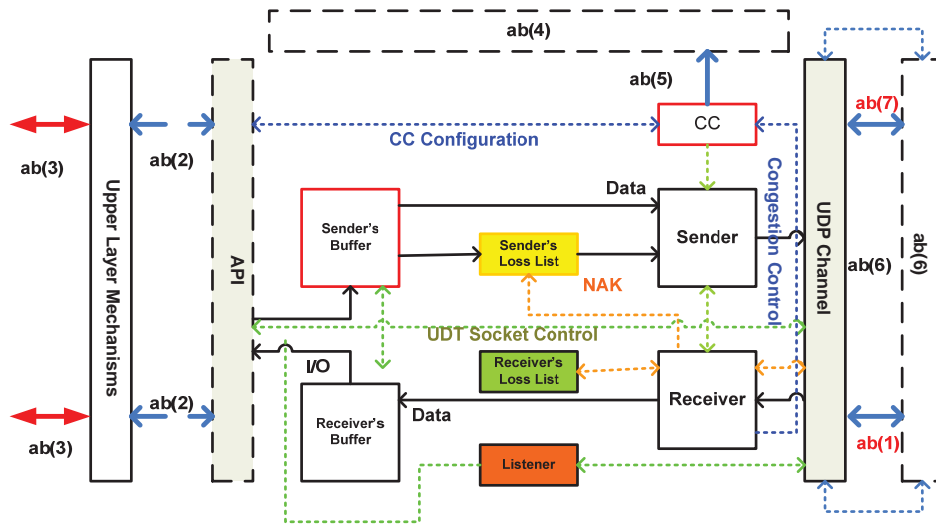 ab(4)
ab(5)
ab(7)
CC
CC Configuration
ab(2)
ab(3)
Data
Sender's
Buffer
Sender's
Loss List
Sender
NAK
Congestion Control
UDP Channel
ab(6)
ab(6)
Upper Layer Mechanisms
API
UDT Socket Control
I/O
Receiver's
Loss List
Receiver
Data
Receiver's
Buffer
ab(2)
ab(3)
ab(1)
Listener